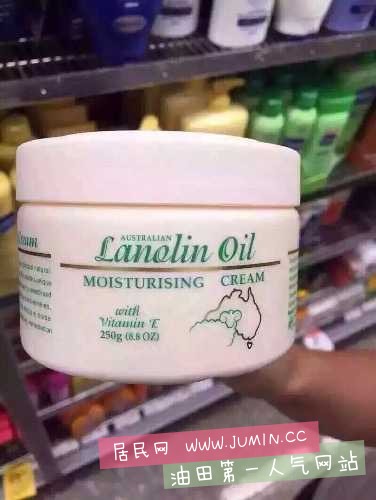 AUSTRALIAN
Lanolin Oil
MOISTURISING CREAM
with
Vitamin E
250g (8.8 OZ)
居民网 WWW.JUMIN.CC
油田第一人气网站